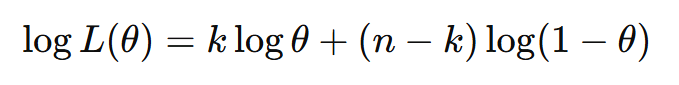 log L(θ) = k log θ + (n − k) log(1 − θ)